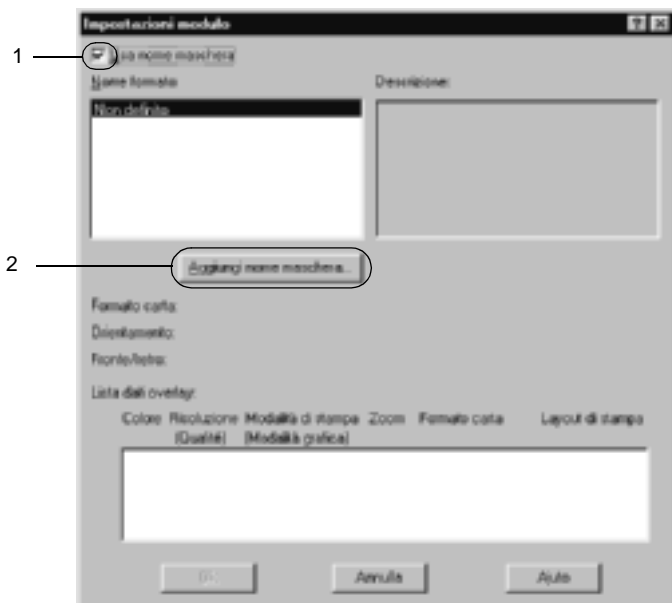 Impostazioni modulo
1
Usa nome maschera
Nome formato
Descrizione:
Non definito
2
Aggiungi nome maschera...
Formato carta:
Orientamento:
Fronte/retro:
Lista dati overlay:
Colore Risoluzione Modalità di stampa Zoom Formato carta Layout di stampa
(Qualité) (Modalità grafica)
OK Annulla Aiuto